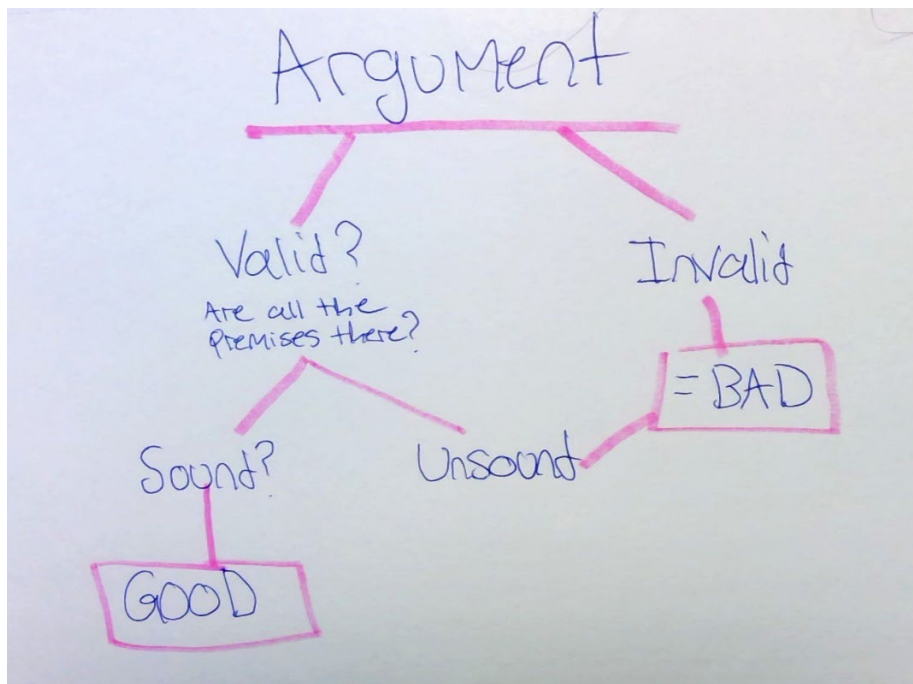 Argument
Valid?
Invalid
Are all the
premises there?
= BAD
Sound?
Unsound
GOOD